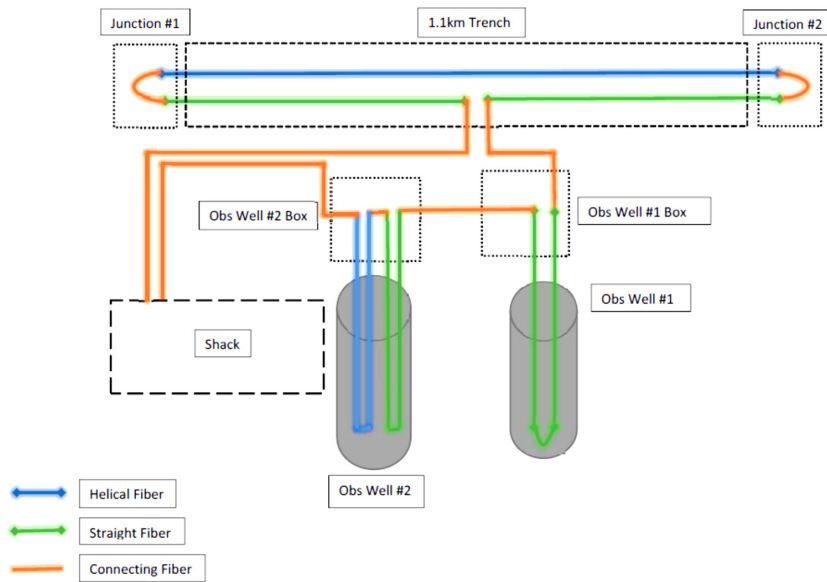 Junction #1
1.1km Trench
Junction #2
Obs Well #2 Box
Obs Well #1 Box
Obs Well #1
Shack
Obs Well #2
Helical Fiber
Straight Fiber
Connecting Fiber